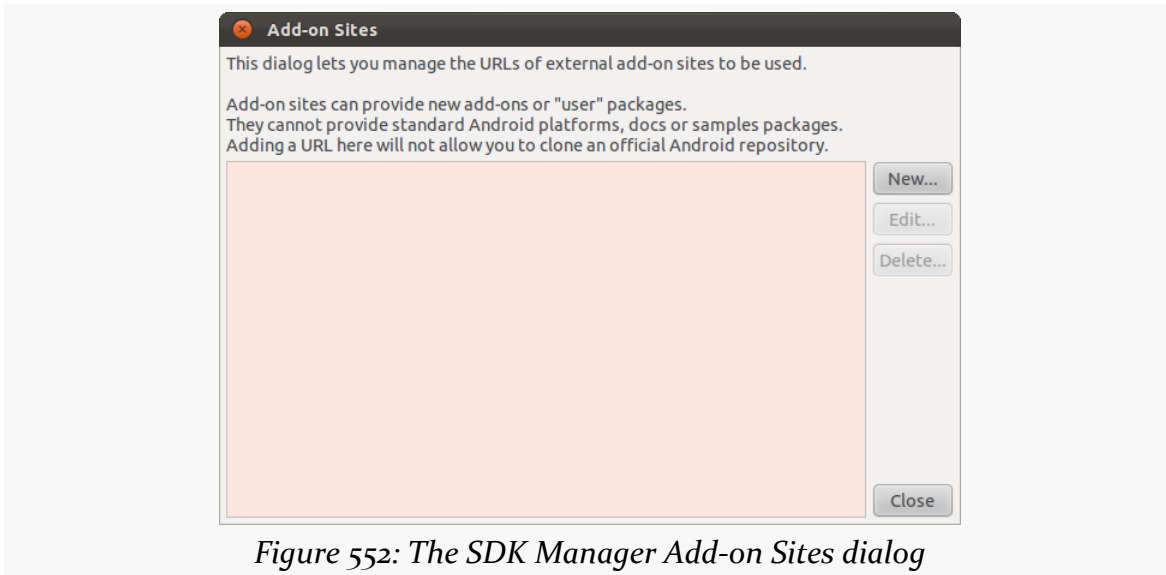 Add-on Sites
This dialog lets you manage the URLs of external add-on sites to be used.
Add-on sites can provide new add-ons or "user" packages.
They cannot provide standard Android platforms, docs or samples packages.
Adding a URL here will not allow you to clone an official Android repository.
New...
Edit...
Delete...
Close
Figure 552: The SDK Manager Add-on Sites dialog